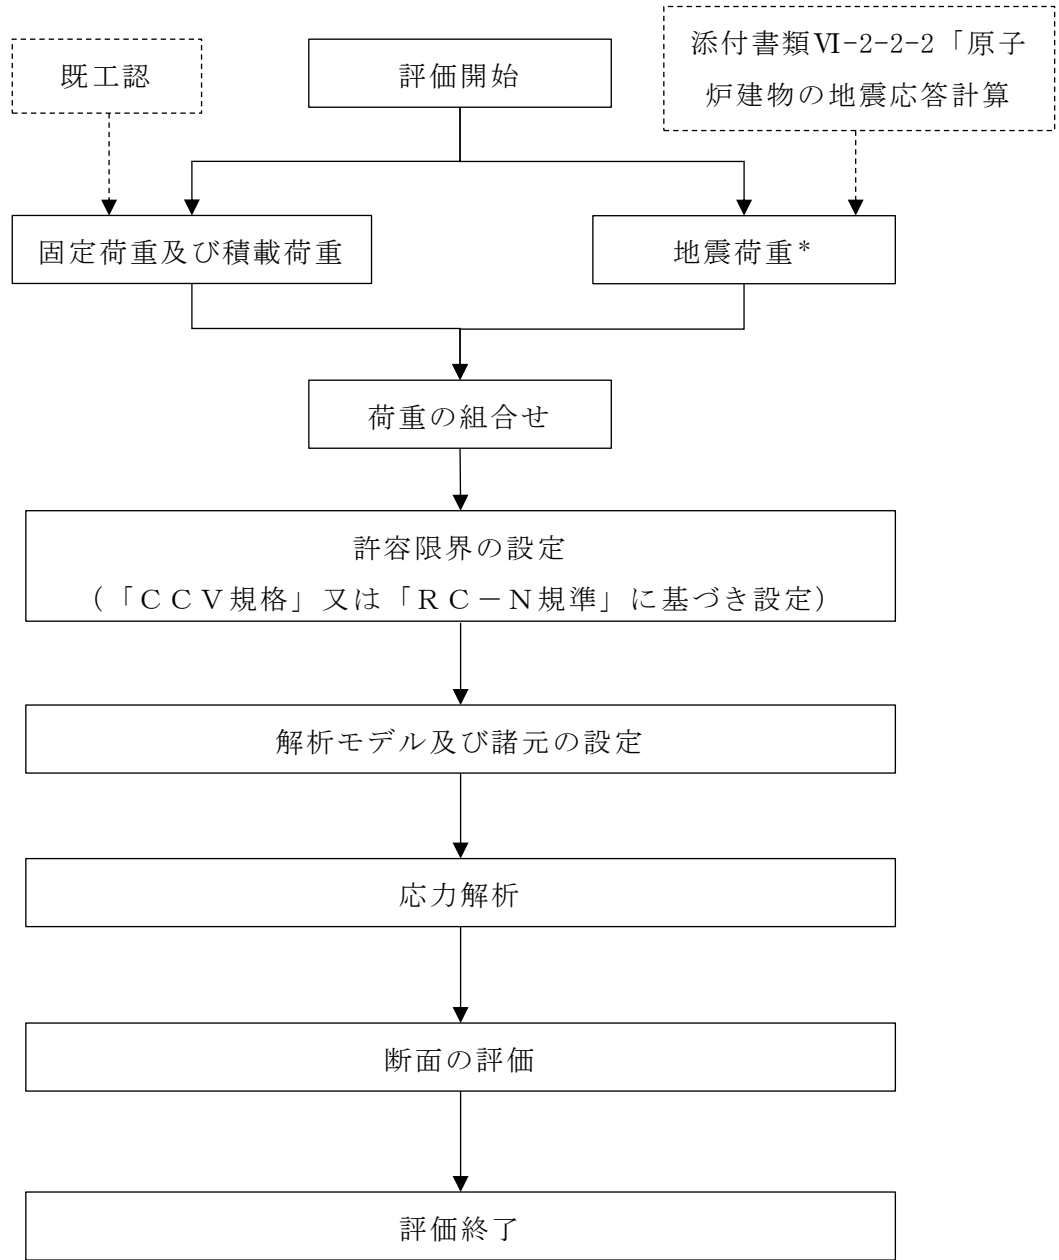 既工認
評価開始
添付書類Ⅵ-2-2-2「原子
炉建物の地震応答計算
固定荷重及び積載荷重
地震荷重*
荷重の組合せ
許容限界の設定
（「ＣＣＶ規格」又は「ＲＣ－Ｎ規準」に基づき設定）
解析モデル及び諸元の設定
応力解析
断面の評価
評価終了